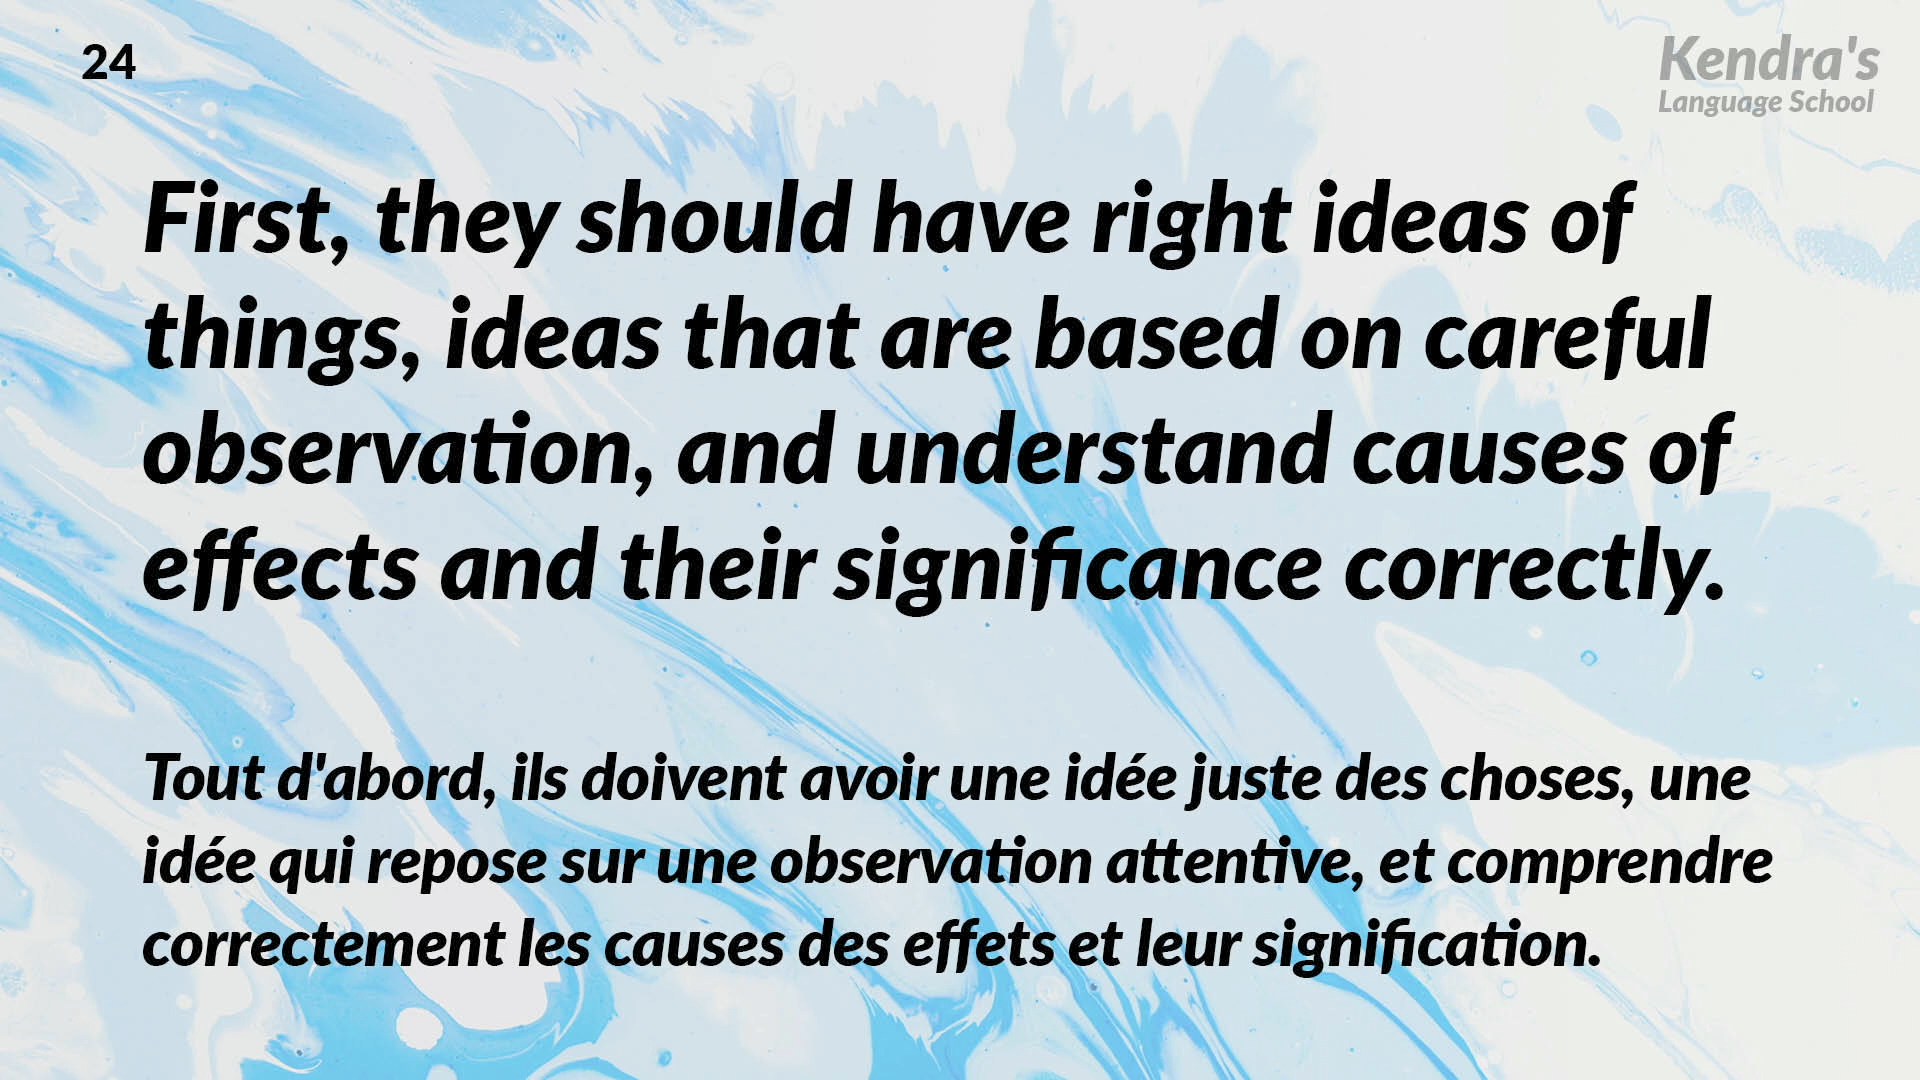 24
Kendra's
Language School
First, they should have right ideas of
things, ideas that are based on careful
observation, and understand causes of
effects and their significance correctly.
Tout d'abord, ils doivent avoir une idée juste des choses, une
idée qui repose sur une observation attentive, et comprendre
correctement les causes des effets et leur signification.